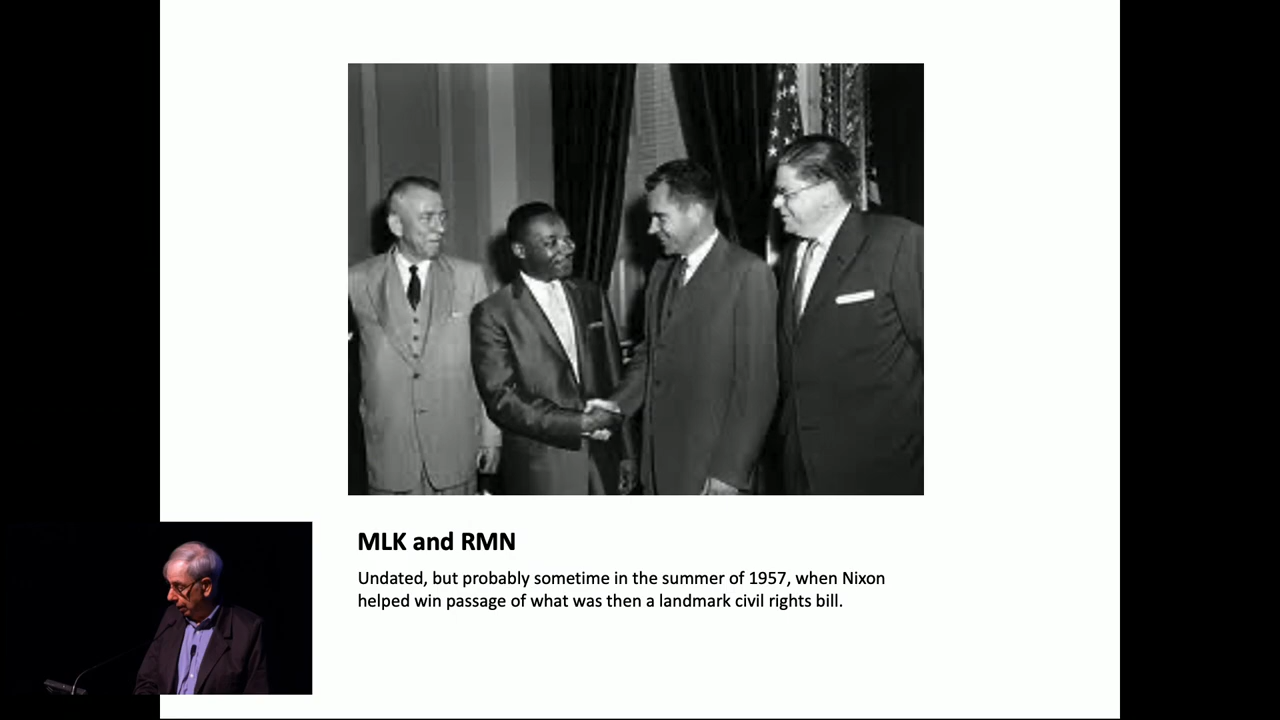 MLK and RMN
Undated, but probably sometime in the summer of 1957, when Nixon
helped win passage of what was then a landmark civil rights bill.